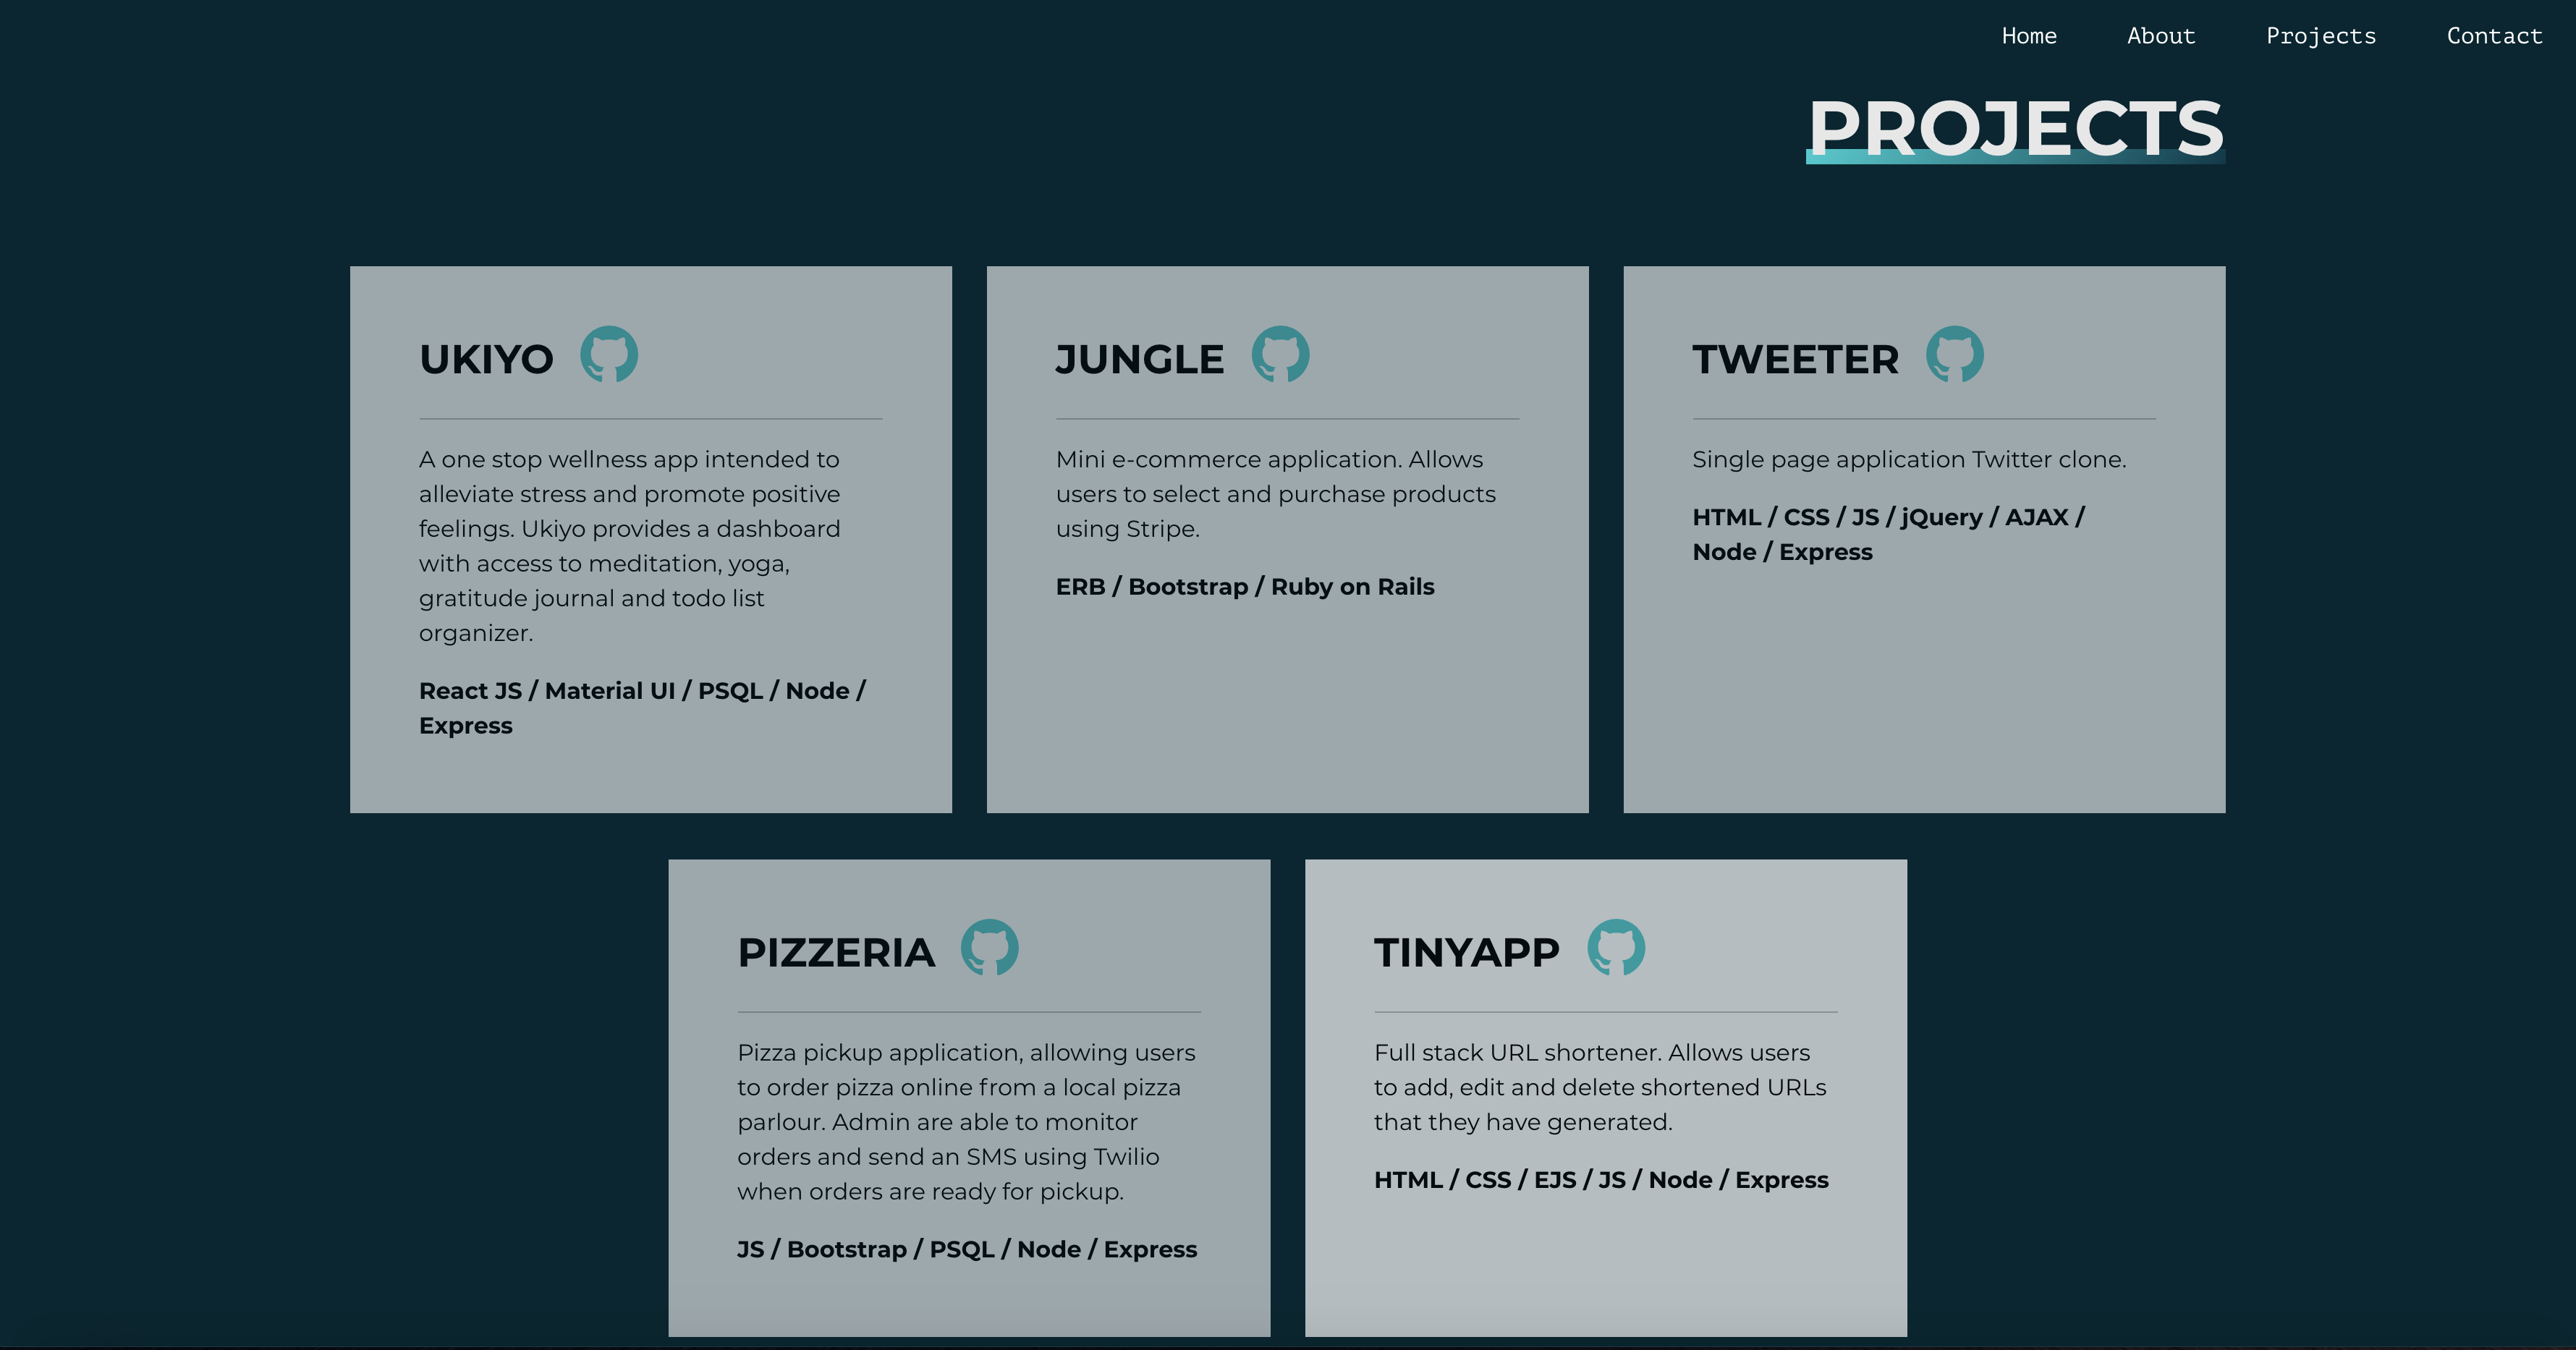 Home About Projects Contact
PROJECTS
UKIYO
A one stop wellness app intended to
alleviate stress and promote positive
feelings. Ukiyo provides a dashboard
with access to meditation, yoga,
gratitude journal and todo list
organizer.
React JS / Material UI / PSQL / Node /
Express
JUNGLE
Mini e-commerce application. Allows
users to select and purchase products
using Stripe.
ERB / Bootstrap / Ruby on Rails
TWEETER
Single page application Twitter clone.
HTML / CSS / JS / jQuery / AJAX /
Node / Express
PIZZERIA
Pizza pickup application, allowing users
to order pizza online from a local pizza
parlour. Admin are able to monitor
orders and send an SMS using Twilio
when orders are ready for pickup.
JS / Bootstrap / PSQL / Node / Express
TINYAPP
Full stack URL shortener. Allows users
to add, edit and delete shortened URLs
that they have generated.
HTML / CSS / EJS / JS / Node / Express